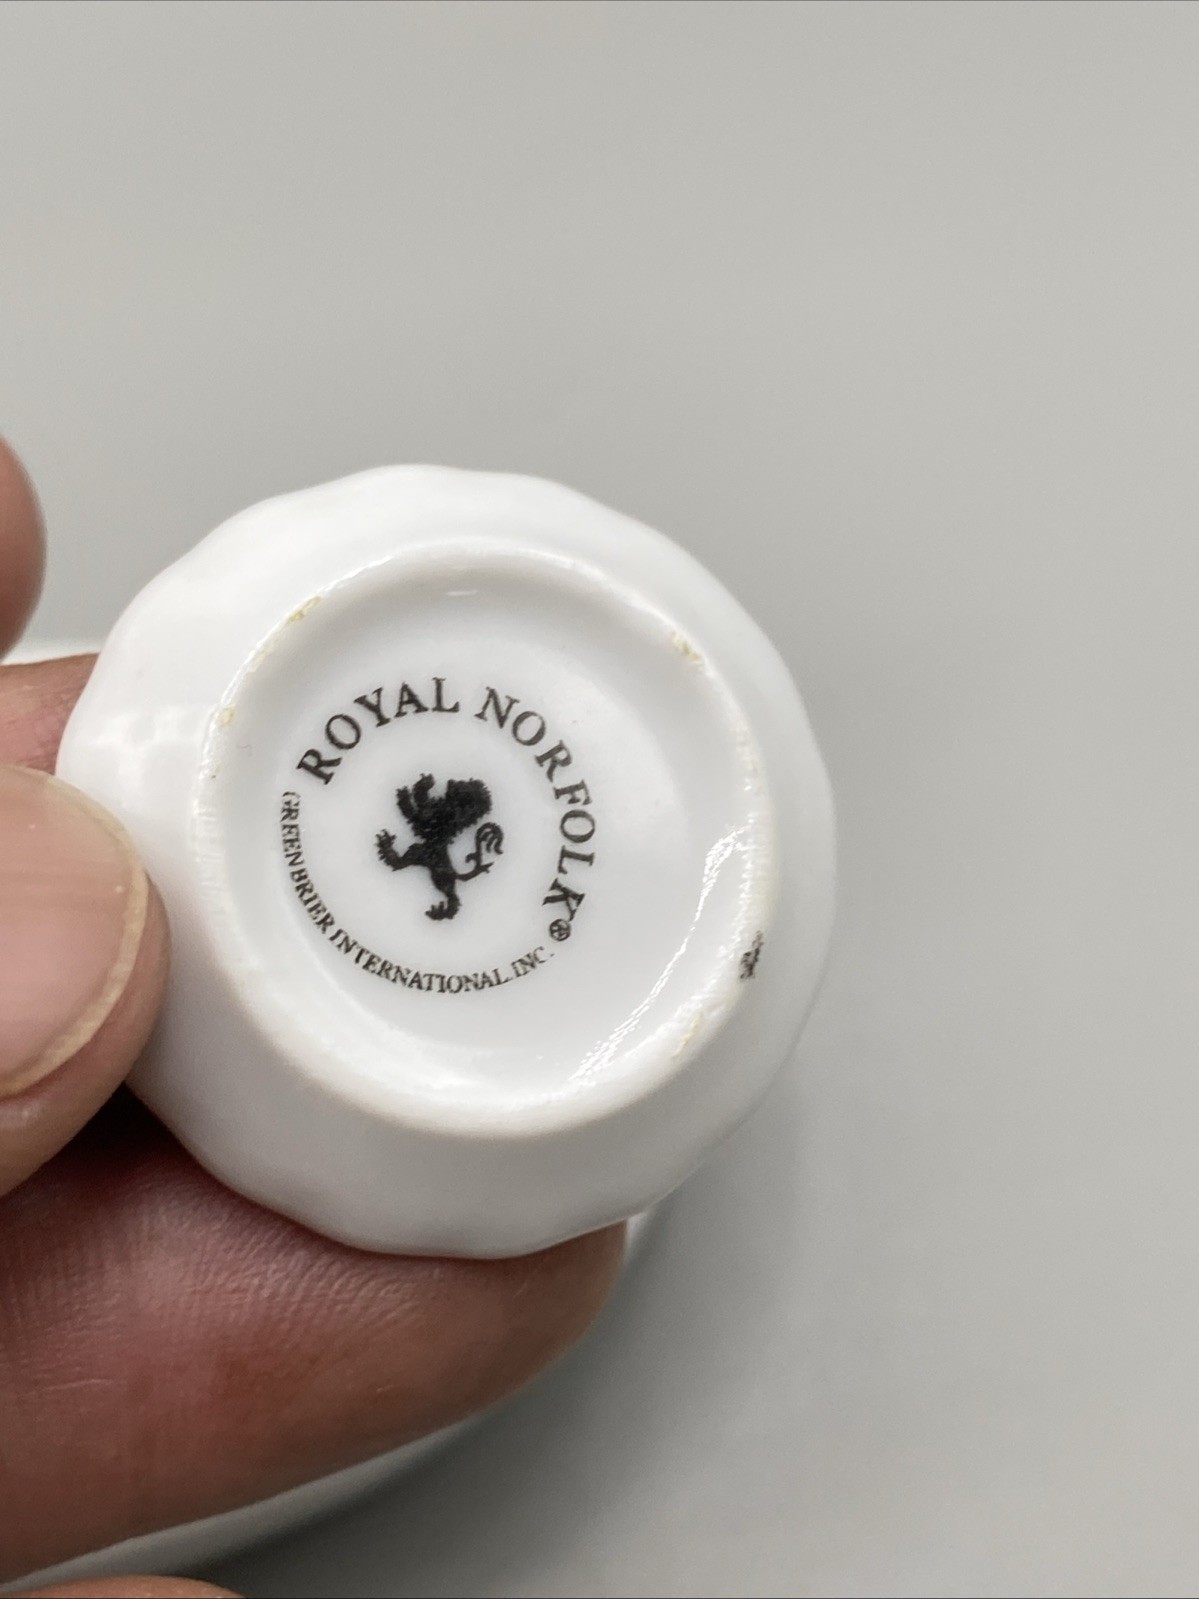 ROYAL NORFOLK®
GREENBRIER INTERNATIONAL, INC.